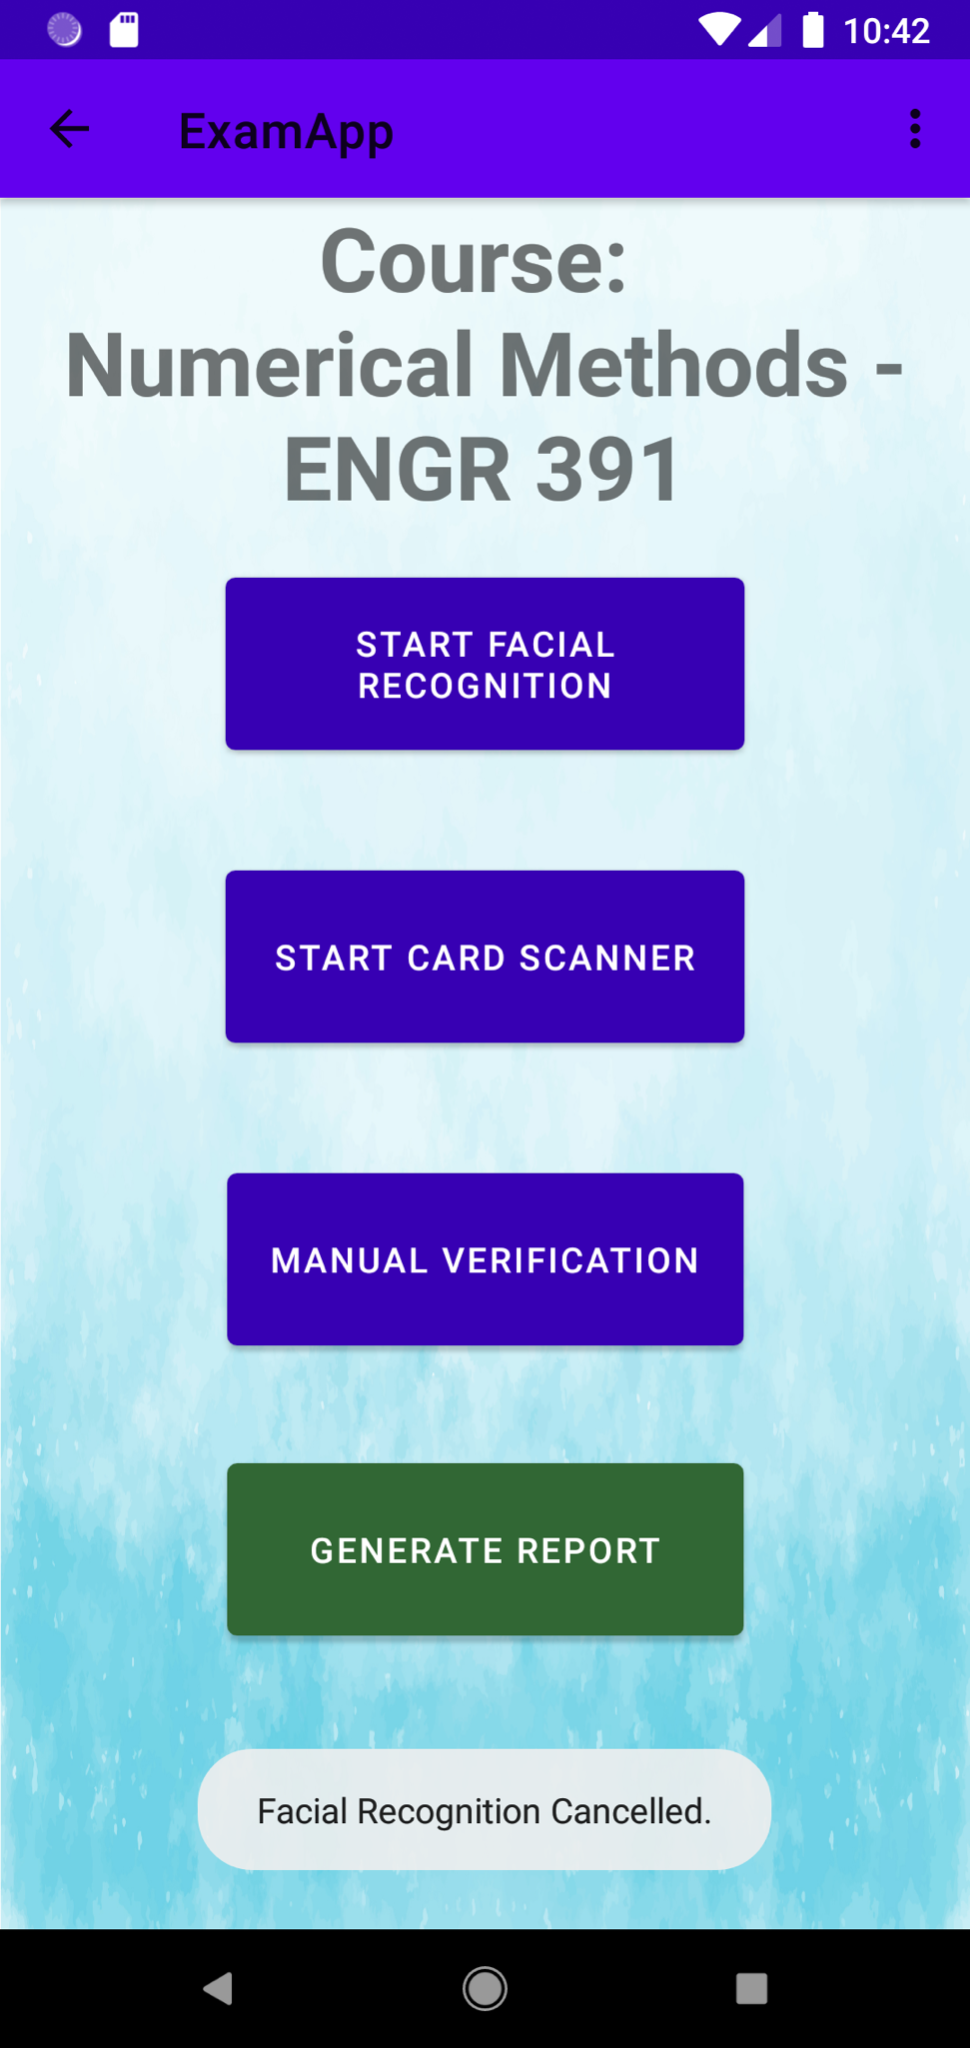 10:42
ExamApp
Course:
Numerical Methods -
ENGR 391
START FACIAL
RECOGNITION
START CARD SCANNER
MANUAL VERIFICATION
GENERATE REPORT
Facial Recognition Cancelled.